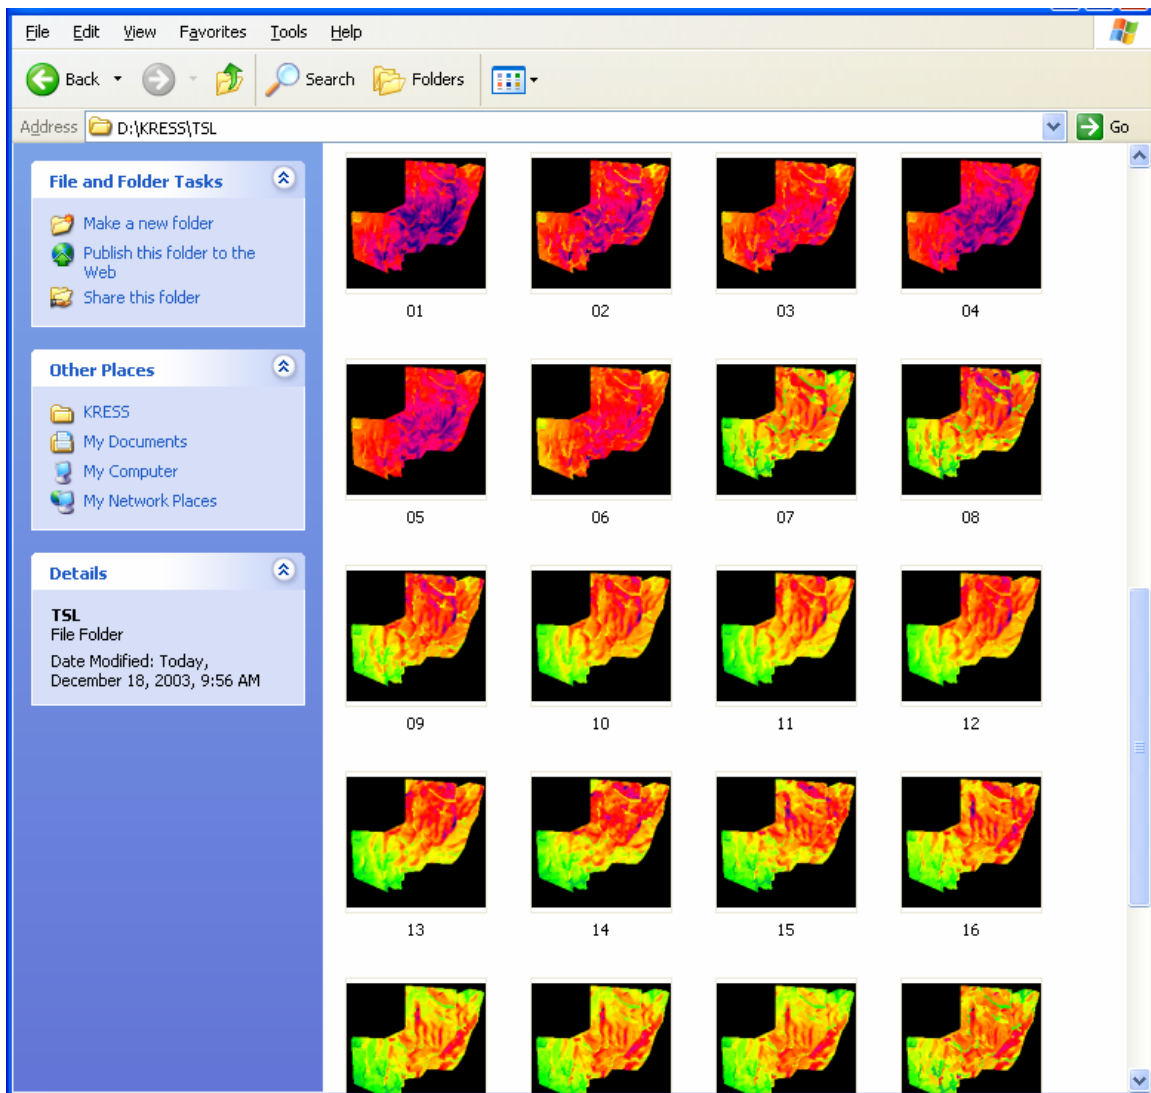 File Edit View Favorites Tools Help
Back Search Folders
Address D:\KRESS\TSL Go
File and Folder Tasks
Make a new folder
Publish this folder to the
Web
Share this folder
Other Places
KRESS
My Documents
My Computer
My Network Places
Details
TSL
File Folder
Date Modified: Today,
December 18, 2003, 9:56 AM
01 02 03 04
05 06 07 08
09 10 11 12
13 14 15 16